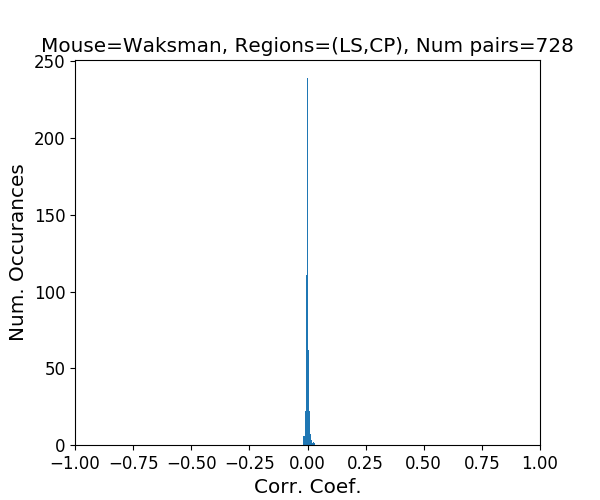 Mouse=Waksman, Regions=(LS,CP), Num pairs=728
250
200
150
100
50
0
Num. Occurances
−1.00 −0.75 −0.50 −0.25 0.00 0.25 0.50 0.75 1.00
Corr. Coef.